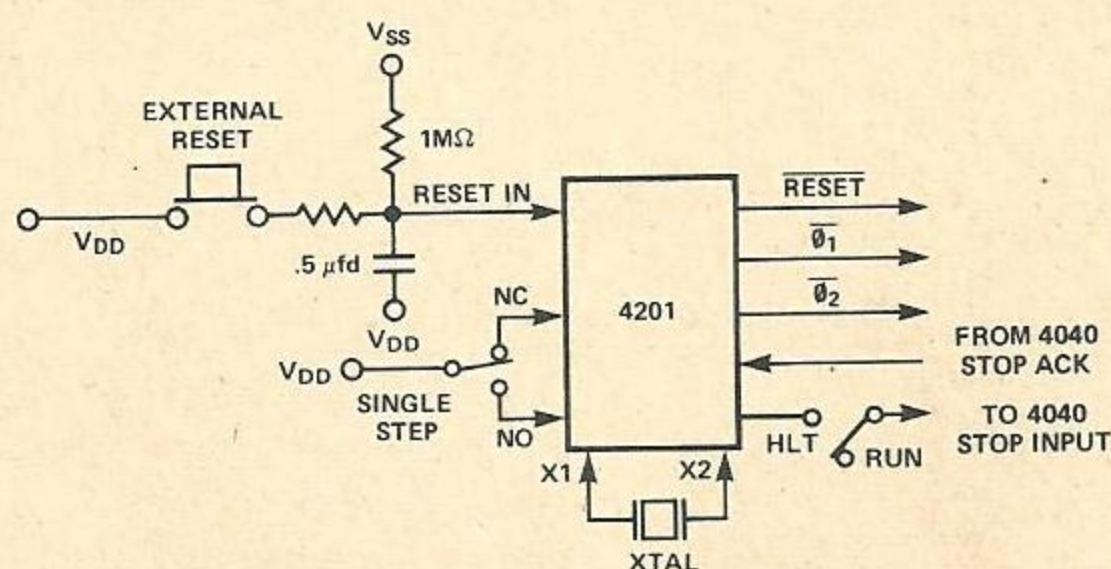 VSS
EXTERNAL
RESET
1MΩ
RESET IN
VDD
.5 μfd
VDD
NC
VDD
SINGLE
STEP
NO
4201
RESET
Ø1
Ø2
FROM 4040
STOP ACK
HLT
RUN
TO 4040
STOP INPUT
X1
X2
XTAL